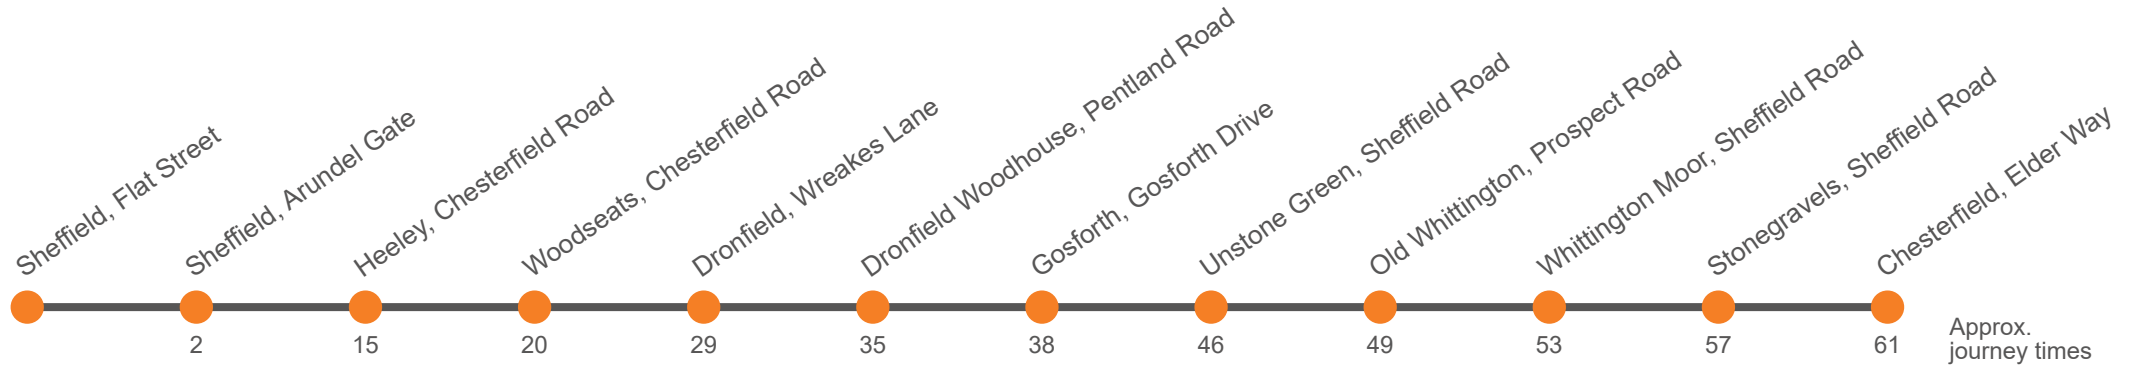 Sheffield, Flat Street
Sheffield, Arundel Gate
Heeley, Chesterfield Road
Woodseats, Chesterfield Road
Dronfield, Wreakes Lane
Dronfield Woodhouse, Pentland Road
Gosforth, Gosforth Drive
Unstone Green, Sheffield Road
Old Whittington, Prospect Road
Whittington Moor, Sheffield Road
Stonegravels, Sheffield Road
Chesterfield, Elder Way
2 15 20 29 35 38 46 49 53 57 61
Approx.
journey times